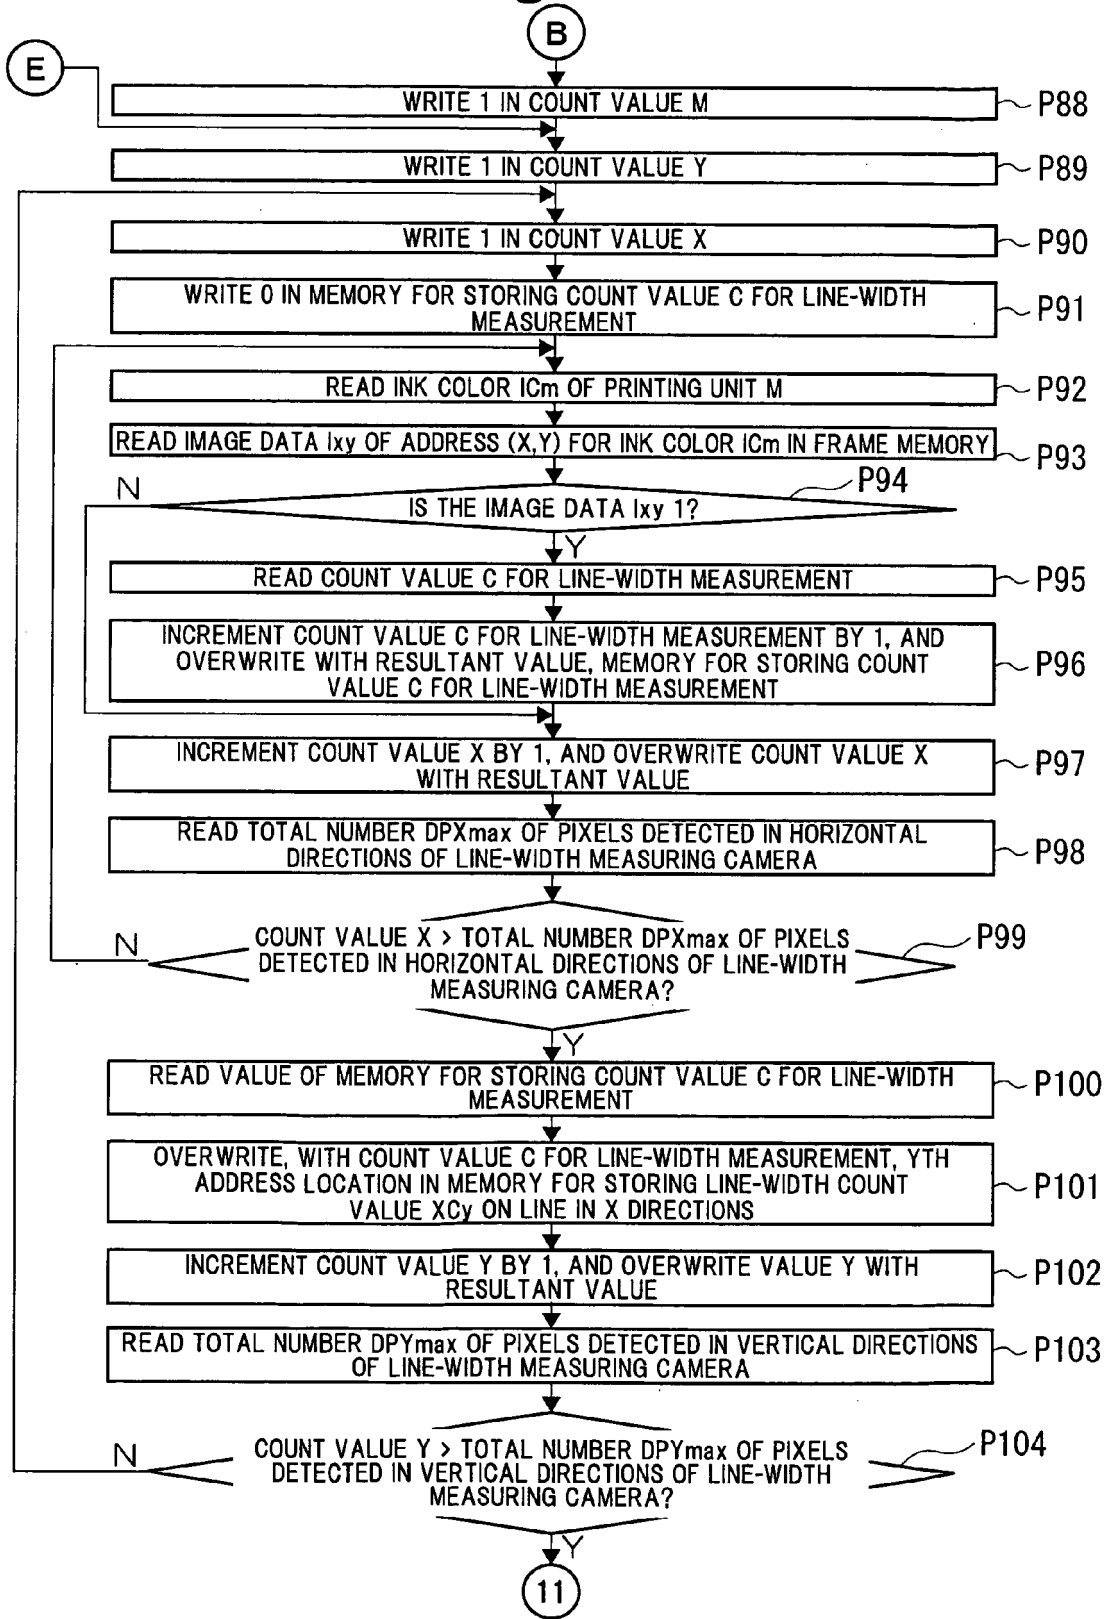 B
E
WRITE 1 IN COUNT VALUE M
P88
WRITE 1 IN COUNT VALUE Y
P89
WRITE 1 IN COUNT VALUE X
P90
WRITE 0 IN MEMORY FOR STORING COUNT VALUE C FOR LINE-WIDTH
MEASUREMENT
P91
READ INK COLOR ICm OF PRINTING UNIT M
P92
READ IMAGE DATA Ixy OF ADDRESS (X,Y) FOR INK COLOR ICm IN FRAME MEMORY
P93
N
P94
IS THE IMAGE DATA Ixy 1?
Y
READ COUNT VALUE C FOR LINE-WIDTH MEASUREMENT
P95
INCREMENT COUNT VALUE C FOR LINE-WIDTH MEASUREMENT BY 1, AND
OVERWRITE WITH RESULTANT VALUE, MEMORY FOR STORING COUNT
VALUE C FOR LINE-WIDTH MEASUREMENT
P96
INCREMENT COUNT VALUE X BY 1, AND OVERWRITE COUNT VALUE X
WITH RESULTANT VALUE
P97
READ TOTAL NUMBER DPXmax OF PIXELS DETECTED IN HORIZONTAL
DIRECTIONS OF LINE-WIDTH MEASURING CAMERA
P98
N
COUNT VALUE X > TOTAL NUMBER DPXmax OF PIXELS
DETECTED IN HORIZONTAL DIRECTIONS OF LINE-WIDTH
MEASURING CAMERA?
P99
Y
READ VALUE OF MEMORY FOR STORING COUNT VALUE C FOR LINE-WIDTH
MEASUREMENT
P100
OVERWRITE, WITH COUNT VALUE C FOR LINE-WIDTH MEASUREMENT, YTH
ADDRESS LOCATION IN MEMORY FOR STORING LINE-WIDTH COUNT
VALUE XCy ON LINE IN X DIRECTIONS
P101
INCREMENT COUNT VALUE Y BY 1, AND OVERWRITE VALUE Y WITH
RESULTANT VALUE
P102
READ TOTAL NUMBER DPYmax OF PIXELS DETECTED IN VERTICAL DIRECTIONS
OF LINE-WIDTH MEASURING CAMERA
P103
N
COUNT VALUE Y > TOTAL NUMBER DPYmax OF PIXELS
DETECTED IN VERTICAL DIRECTIONS OF LINE-WIDTH
MEASURING CAMERA?
P104
Y
11